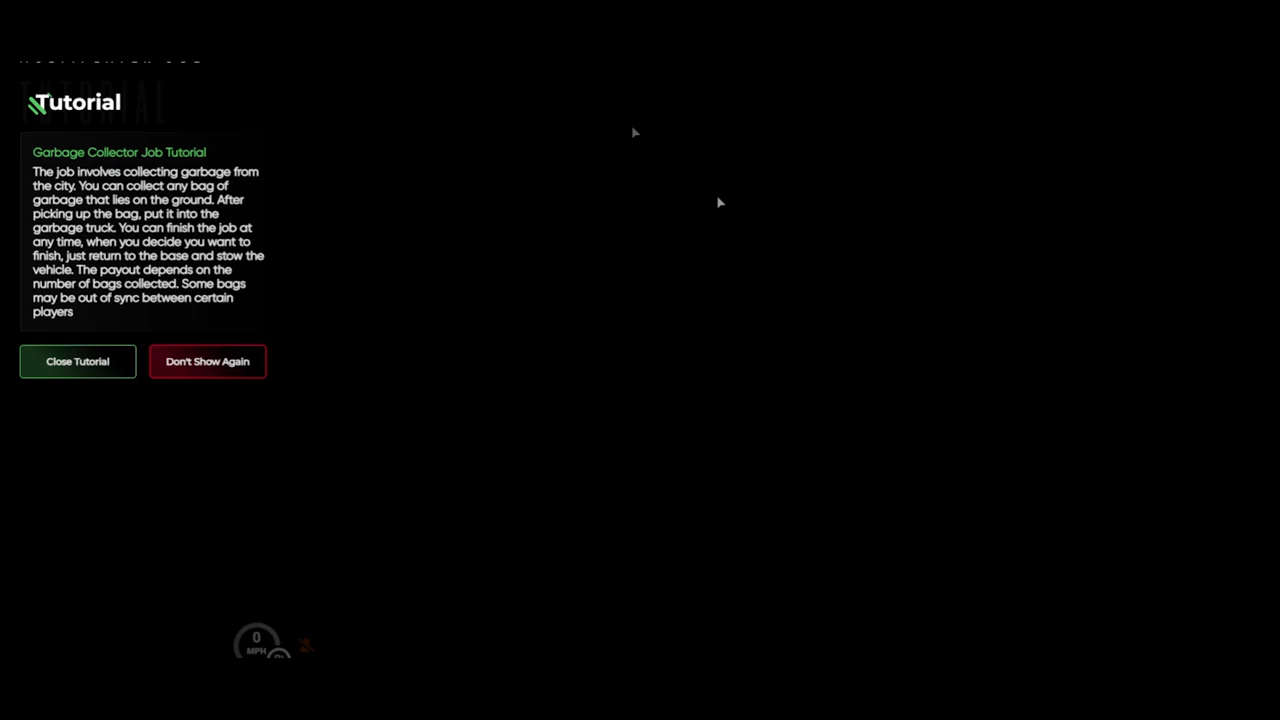 TUTORIAL
Tutorial
Garbage Collector Job Tutorial
The job involves collecting garbage from
the city. You can collect any bag of
garbage that lies on the ground. After
picking up the bag, put it into the
garbage truck. You can finish the job at
any time, when you decide you want to
finish, just return to the base and stow the
vehicle. The payout depends on the
number of bags collected. Some bags
may be out of sync between certain
players
Close Tutorial
Don't Show Again
0
MPH